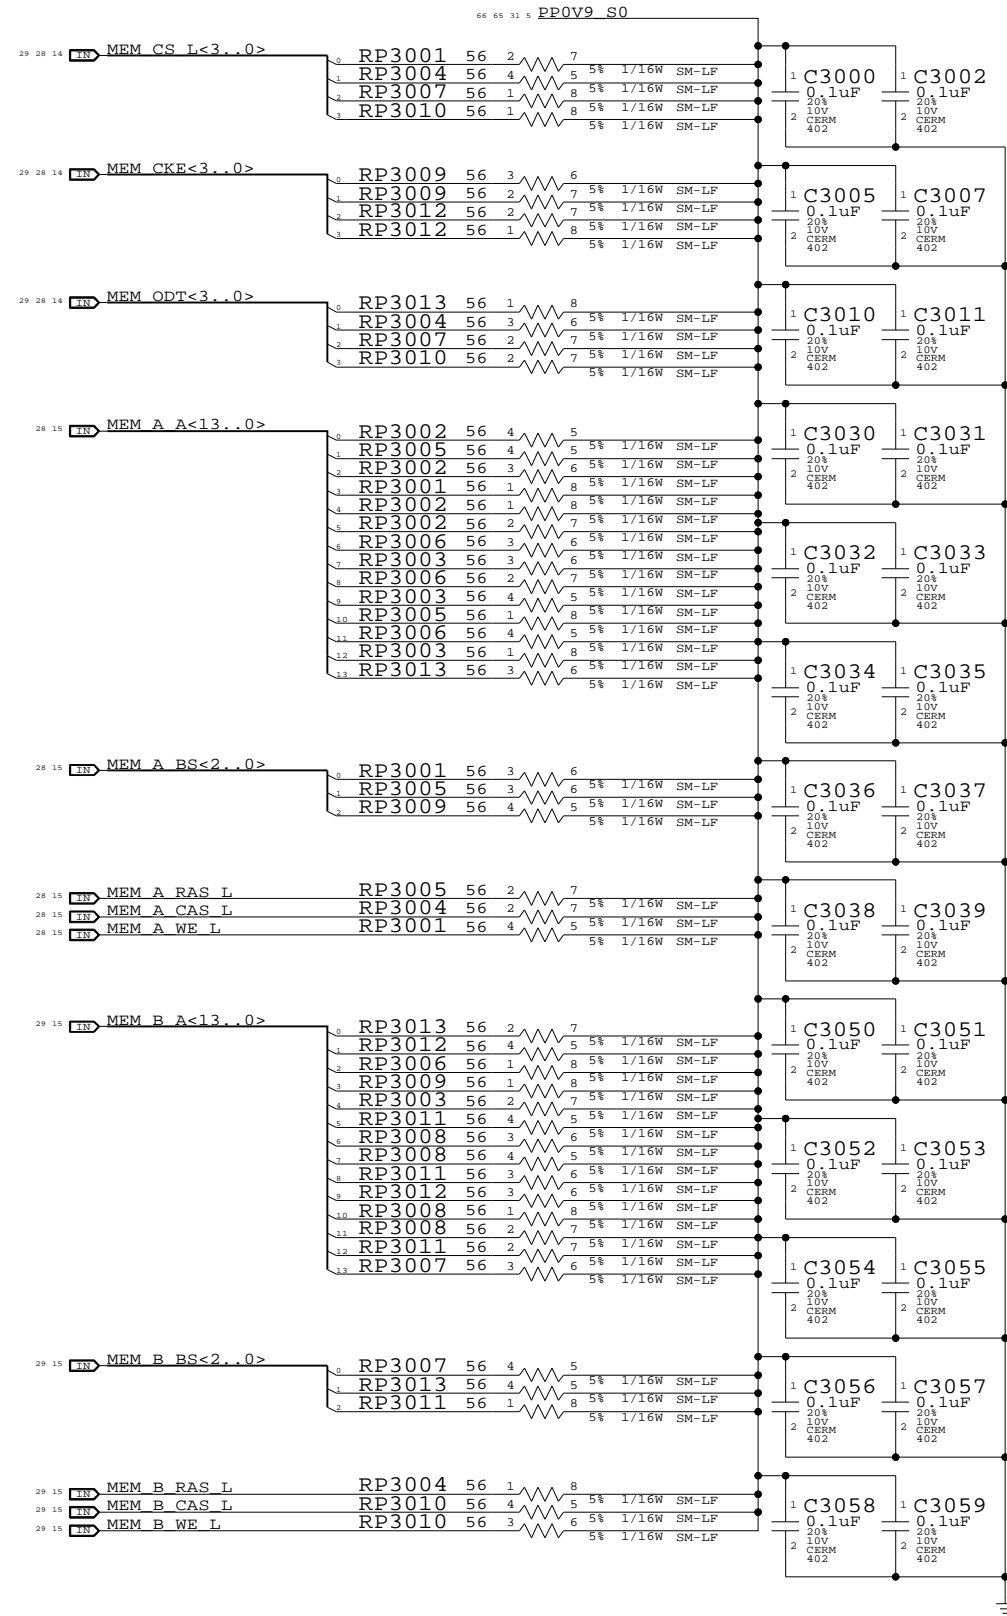 66 65 31 5 PP0V9_S0
29 28 14 IN MEM_CS_L<3..0>
0 RP3001 56 2 7 5% 1/16W SM-LF
1 RP3004 56 4 5 5% 1/16W SM-LF
2 RP3007 56 1 8 5% 1/16W SM-LF
3 RP3010 56 1 8 5% 1/16W SM-LF
1 C3000 1 C3002
0.1uF 0.1uF
20% 20%
10V 10V
2 CERM 2 CERM
402 402
29 28 14 IN MEM_CKE<3..0>
0 RP3009 56 3 6 5% 1/16W SM-LF
1 RP3009 56 2 7 5% 1/16W SM-LF
2 RP3012 56 2 7 5% 1/16W SM-LF
3 RP3012 56 1 8 5% 1/16W SM-LF
1 C3005 1 C3007
0.1uF 0.1uF
20% 20%
10V 10V
2 CERM 2 CERM
402 402
29 28 14 IN MEM_ODT<3..0>
0 RP3013 56 1 8 5% 1/16W SM-LF
1 RP3004 56 3 6 5% 1/16W SM-LF
2 RP3007 56 2 7 5% 1/16W SM-LF
3 RP3010 56 2 7 5% 1/16W SM-LF
1 C3010 1 C3011
0.1uF 0.1uF
20% 20%
10V 10V
2 CERM 2 CERM
402 402
28 15 IN MEM_A_A<13..0>
0 RP3002 56 4 5 5% 1/16W SM-LF
1 RP3005 56 4 5 5% 1/16W SM-LF
2 RP3002 56 3 6 5% 1/16W SM-LF
3 RP3001 56 1 8 5% 1/16W SM-LF
4 RP3002 56 1 8 5% 1/16W SM-LF
5 RP3002 56 2 7 5% 1/16W SM-LF
6 RP3006 56 3 6 5% 1/16W SM-LF
7 RP3003 56 3 6 5% 1/16W SM-LF
8 RP3006 56 2 7 5% 1/16W SM-LF
9 RP3003 56 4 5 5% 1/16W SM-LF
10 RP3005 56 1 8 5% 1/16W SM-LF
11 RP3006 56 4 5 5% 1/16W SM-LF
12 RP3003 56 1 8 5% 1/16W SM-LF
13 RP3013 56 3 6 5% 1/16W SM-LF
1 C3030 1 C3031
0.1uF 0.1uF
20% 20%
10V 10V
2 CERM 2 CERM
402 402
1 C3032 1 C3033
0.1uF 0.1uF
20% 20%
10V 10V
2 CERM 2 CERM
402 402
1 C3034 1 C3035
0.1uF 0.1uF
20% 20%
10V 10V
2 CERM 2 CERM
402 402
28 15 IN MEM_A_BS<2..0>
0 RP3001 56 3 6 5% 1/16W SM-LF
1 RP3005 56 3 6 5% 1/16W SM-LF
2 RP3009 56 4 5 5% 1/16W SM-LF
1 C3036 1 C3037
0.1uF 0.1uF
20% 20%
10V 10V
2 CERM 2 CERM
402 402
28 15 IN MEM_A_RAS_L RP3005 56 2 7 5% 1/16W SM-LF
28 15 IN MEM_A_CAS_L RP3004 56 2 7 5% 1/16W SM-LF
28 15 IN MEM_A_WE_L RP3001 56 4 5 5% 1/16W SM-LF
1 C3038 1 C3039
0.1uF 0.1uF
20% 20%
10V 10V
2 CERM 2 CERM
402 402
29 15 IN MEM_B_A<13..0>
0 RP3013 56 2 7 5% 1/16W SM-LF
1 RP3012 56 4 5 5% 1/16W SM-LF
2 RP3006 56 1 8 5% 1/16W SM-LF
3 RP3009 56 1 8 5% 1/16W SM-LF
4 RP3003 56 2 7 5% 1/16W SM-LF
5 RP3011 56 4 5 5% 1/16W SM-LF
6 RP3008 56 3 6 5% 1/16W SM-LF
7 RP3008 56 4 5 5% 1/16W SM-LF
8 RP3011 56 3 6 5% 1/16W SM-LF
9 RP3012 56 3 6 5% 1/16W SM-LF
10 RP3008 56 1 8 5% 1/16W SM-LF
11 RP3008 56 2 7 5% 1/16W SM-LF
12 RP3011 56 2 7 5% 1/16W SM-LF
13 RP3007 56 3 6 5% 1/16W SM-LF
1 C3050 1 C3051
0.1uF 0.1uF
20% 20%
10V 10V
2 CERM 2 CERM
402 402
1 C3052 1 C3053
0.1uF 0.1uF
20% 20%
10V 10V
2 CERM 2 CERM
402 402
1 C3054 1 C3055
0.1uF 0.1uF
20% 20%
10V 10V
2 CERM 2 CERM
402 402
29 15 IN MEM_B_BS<2..0>
0 RP3007 56 4 5 5% 1/16W SM-LF
1 RP3013 56 4 5 5% 1/16W SM-LF
2 RP3011 56 1 8 5% 1/16W SM-LF
1 C3056 1 C3057
0.1uF 0.1uF
20% 20%
10V 10V
2 CERM 2 CERM
402 402
29 15 IN MEM_B_RAS_L RP3004 56 1 8 5% 1/16W SM-LF
29 15 IN MEM_B_CAS_L RP3010 56 4 5 5% 1/16W SM-LF
29 15 IN MEM_B_WE_L RP3010 56 3 6 5% 1/16W SM-LF
1 C3058 1 C3059
0.1uF 0.1uF
20% 20%
10V 10V
2 CERM 2 CERM
402 402